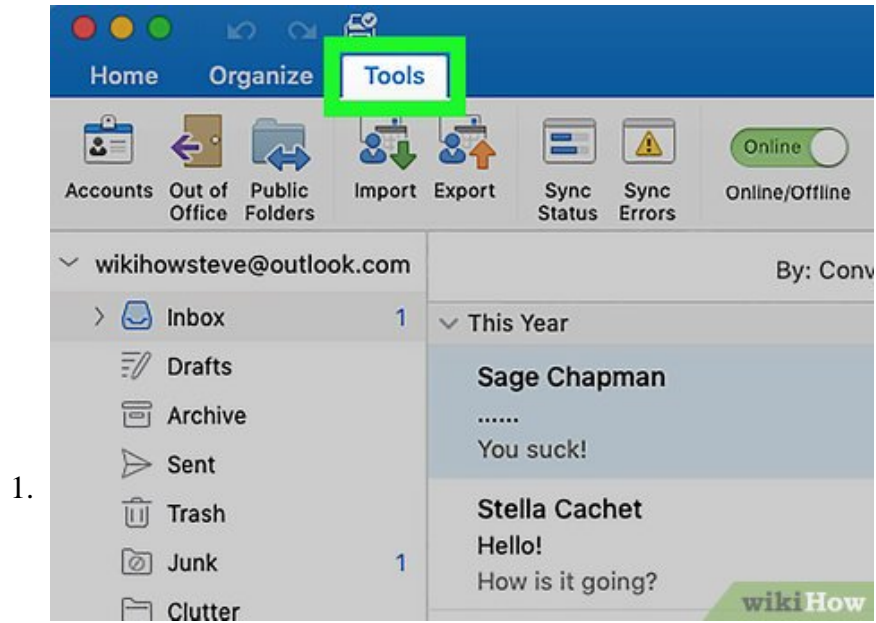 Home Organize Tools
Accounts Out of Office Public Folders Import Export Sync Status Sync Errors Online Online/Offline
wikihowsteve@outlook.com
By: Conv
Inbox 1
This Year
Drafts
Sage Chapman
Archive
......
You suck!
Sent
1.
Trash
Stella Cachet
Hello!
Junk 1
How is it going?
Clutter
wikiHow